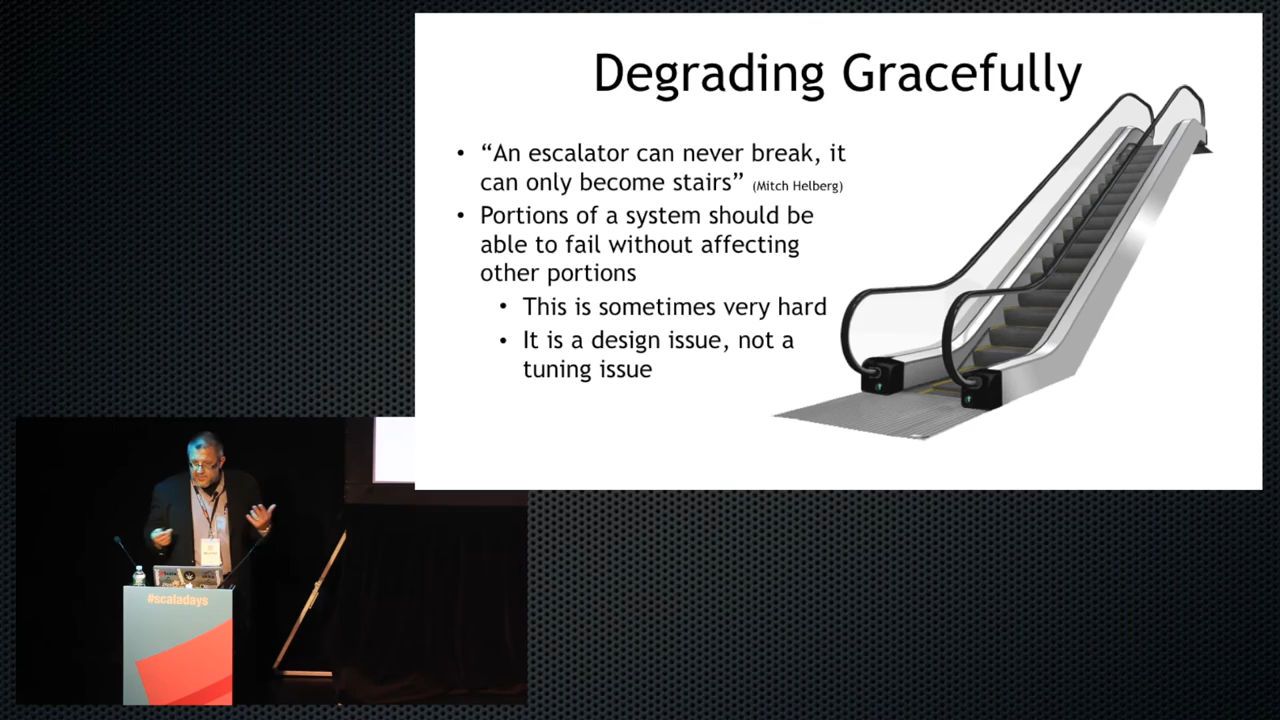 Degrading Gracefully
• “An escalator can never break, it
can only become stairs” (Mitch Helberg)
• Portions of a system should be
able to fail without affecting
other portions
• This is sometimes very hard
• It is a design issue, not a
tuning issue
#scaladays